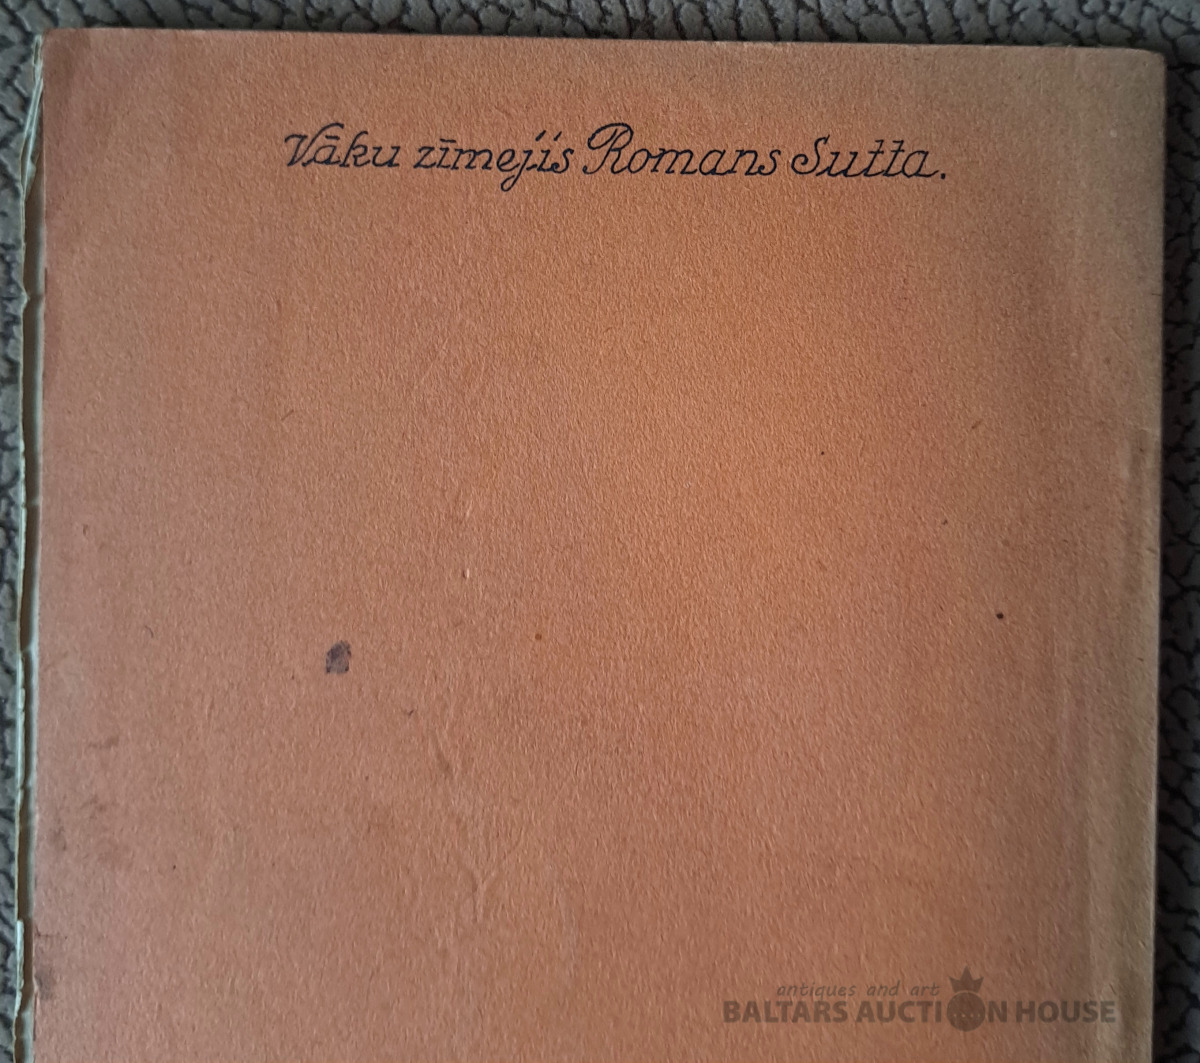 Vāku zīmejis Romans Sutta.
antiques and art
BALTARS AUCTION HOUSE